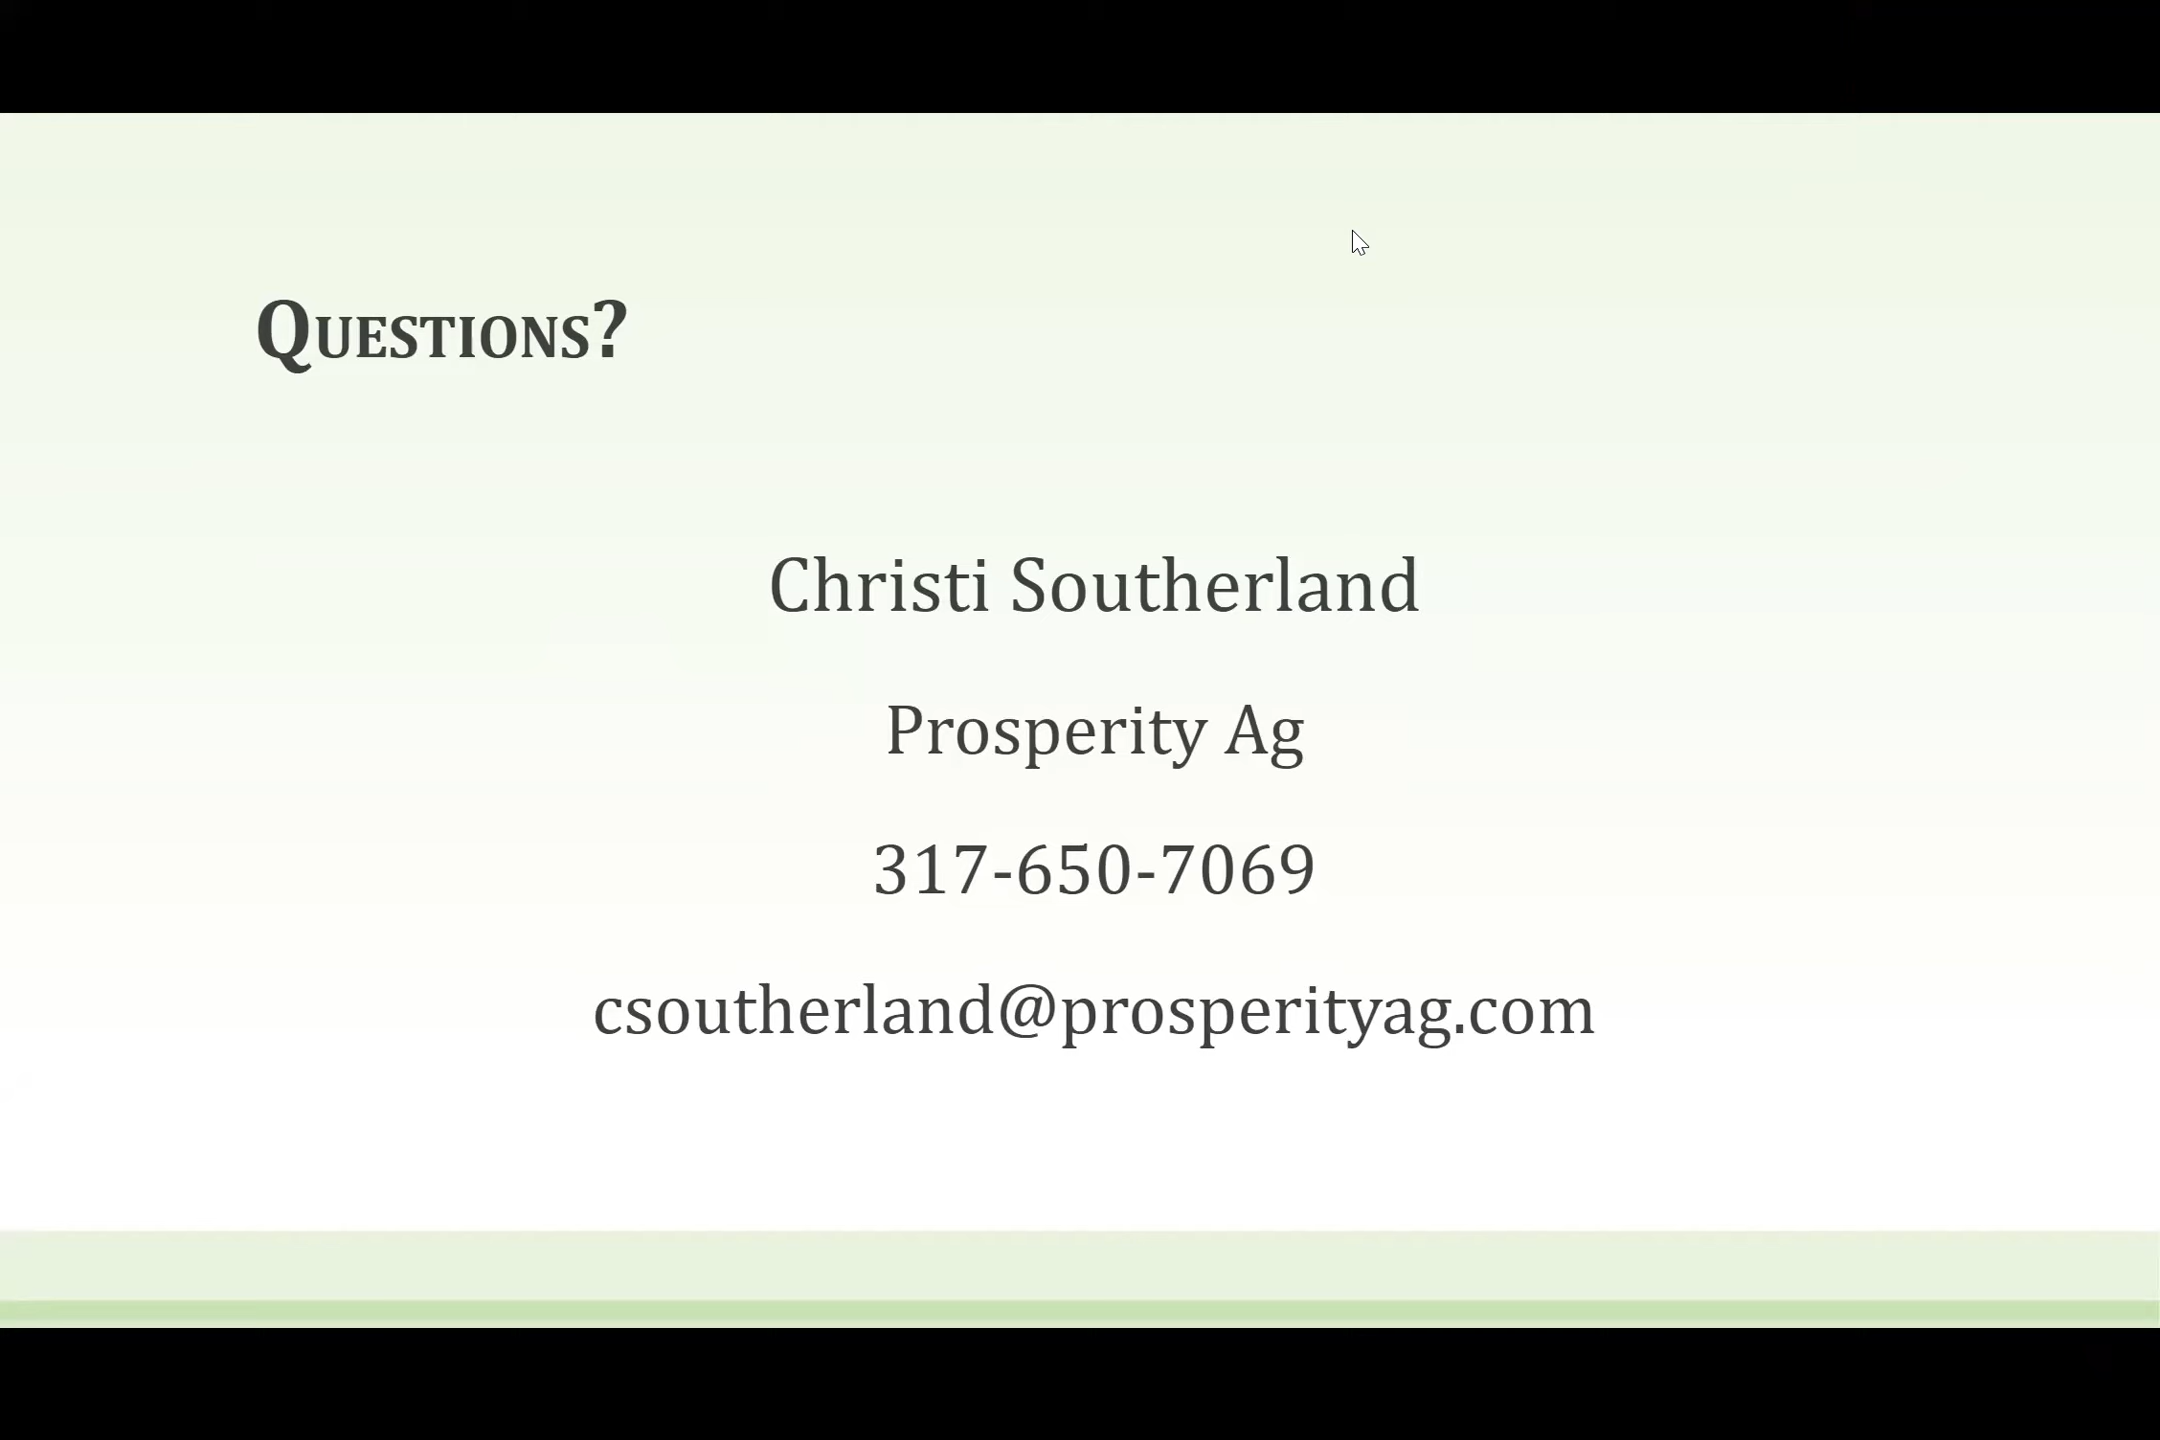 Questions?
Christi Southerland
Prosperity Ag
317-650-7069
csoutherland@prosperityag.com